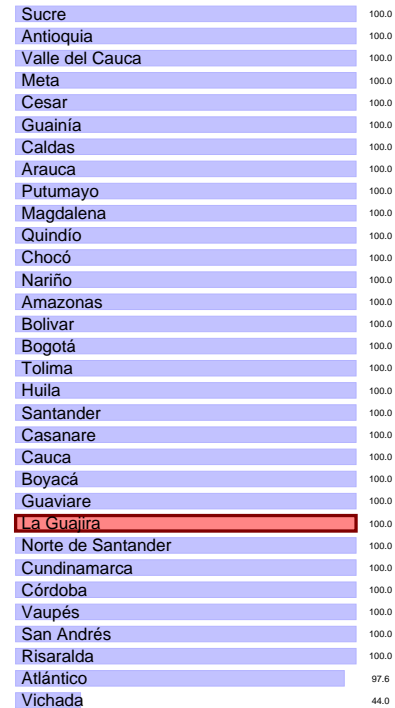 Sucre 100.0
Antioquia 100.0
Valle del Cauca 100.0
Meta 100.0
Cesar 100.0
Guainía 100.0
Caldas 100.0
Arauca 100.0
Putumayo 100.0
Magdalena 100.0
Quindío 100.0
Chocó 100.0
Nariño 100.0
Amazonas 100.0
Bolivar 100.0
Bogotá 100.0
Tolima 100.0
Huila 100.0
Santander 100.0
Casanare 100.0
Cauca 100.0
Boyacá 100.0
Guaviare 100.0
La Guajira 100.0
Norte de Santander 100.0
Cundinamarca 100.0
Córdoba 100.0
Vaupés 100.0
San Andrés 100.0
Risaralda 100.0
Atlántico 97.6
Vichada 44.0